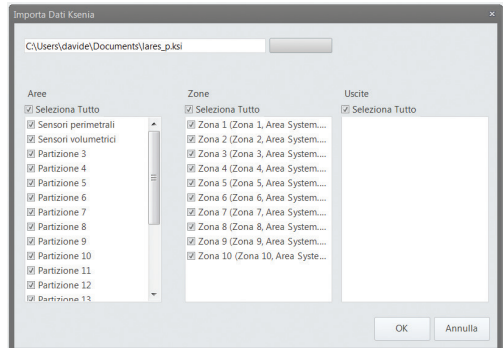 Importa Dati Ksenia
×
C:\Users\davide\Documents\lares_p.ksi
Aree
Seleziona Tutto
Sensori perimetrali
Sensori volumetrici
Partizione 3
Partizione 4
Partizione 5
Partizione 6
Partizione 7
Partizione 8
Partizione 9
Partizione 10
Partizione 11
Partizione 12
Partizione 13
Zone
Seleziona Tutto
Zona 1 (Zona 1, Area System....
Zona 2 (Zona 2, Area System....
Zona 3 (Zona 3, Area System....
Zona 4 (Zona 4, Area System....
Zona 5 (Zona 5, Area System....
Zona 6 (Zona 6, Area System....
Zona 7 (Zona 7, Area System....
Zona 8 (Zona 8, Area System....
Zona 9 (Zona 9, Area System....
Zona 10 (Zona 10, Area Syste...
Uscite
Seleziona Tutto
OK
Annulla